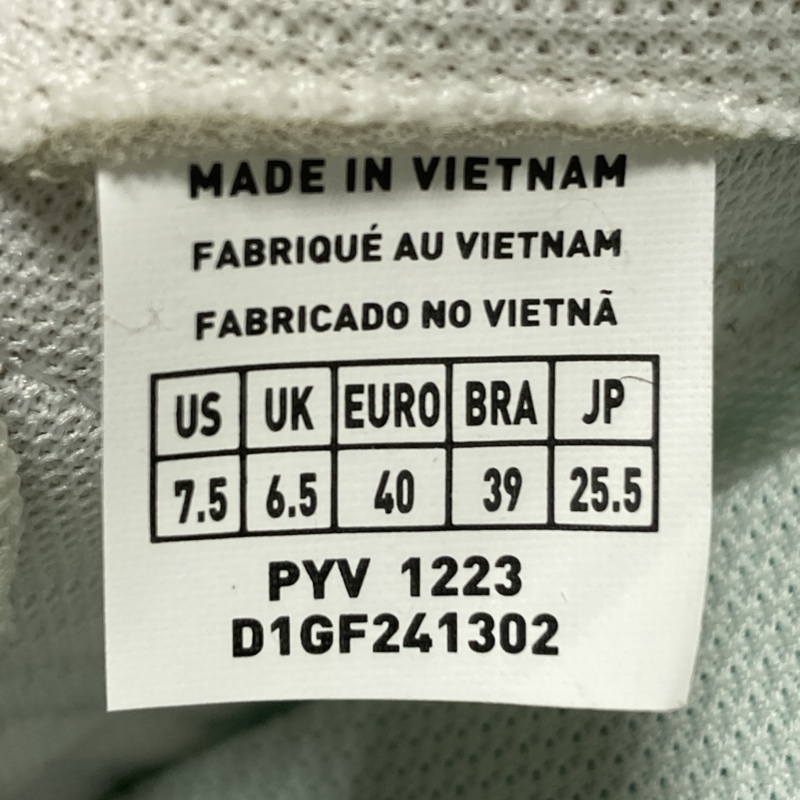 MADE IN VIETNAM
FABRIQUÉ AU VIETNAM
FABRICADO NO VIETNÃ
US UK EURO BRA JP
7.5 6.5 40 39 25.5
PYV 1223
D1GF241302